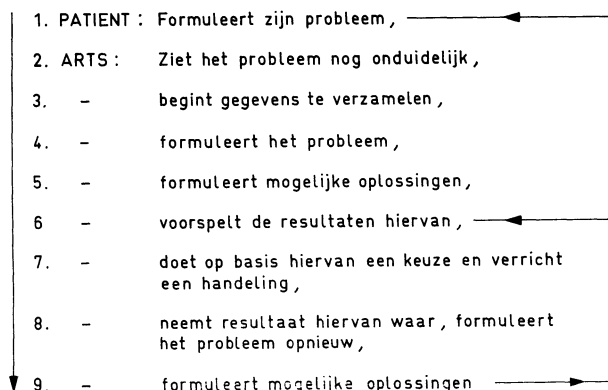 1. PATIENT : Formuleert zijn probleem,
2. ARTS : Ziet het probleem nog onduidelijk,
3. – begint gegevens te verzamelen,
4. – formuleert het probleem,
5. – formuleert mogelijke oplossingen,
6 – voorspelt de resultaten hiervan,
7. – doet op basis hiervan een keuze en verricht
een handeling,
8. – neemt resultaat hiervan waar, formuleert
het probleem opnieuw,
9. – formuleert mogelijke oplossingen